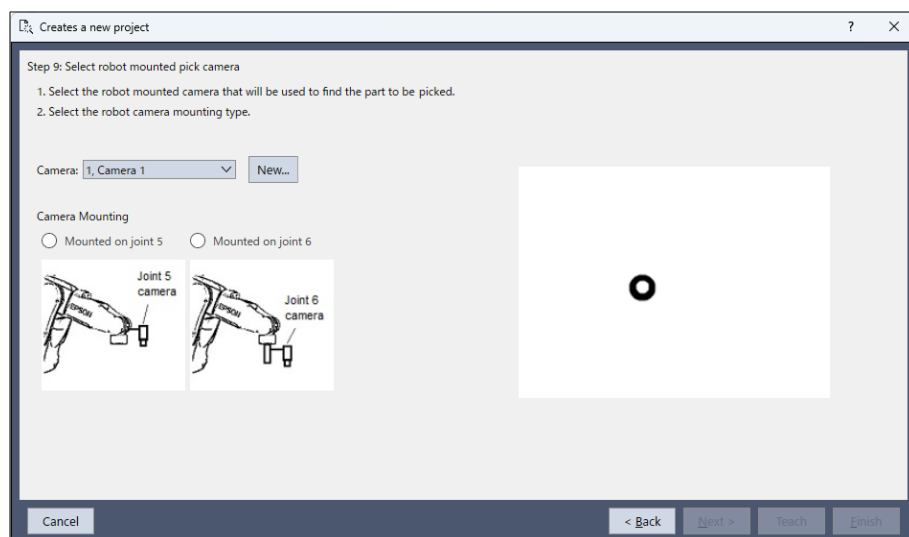 Creates a new project
?
Step 9: Select robot mounted pick camera
1. Select the robot mounted camera that will be used to find the part to be picked.
2. Select the robot camera mounting type.
Camera: 1, Camera 1 New...
Camera Mounting
Mounted on joint 5 Mounted on joint 6
Joint 5
camera
EPSON
Joint 6
camera
EPSON
Cancel < Back Next > Teach Finish